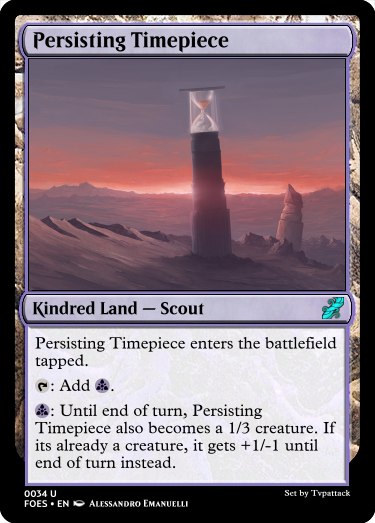 Persisting Timepiece
Kindred Land — Scout
Persisting Timepiece enters the battlefield
tapped.
: Add .
: Until end of turn, Persisting
Timepiece also becomes a 1/3 creature. If
its already a creature, it gets +1/-1 until
end of turn instead.
0034 U
FOES • EN Alessandro Emanuelli
Set by Tvpattack